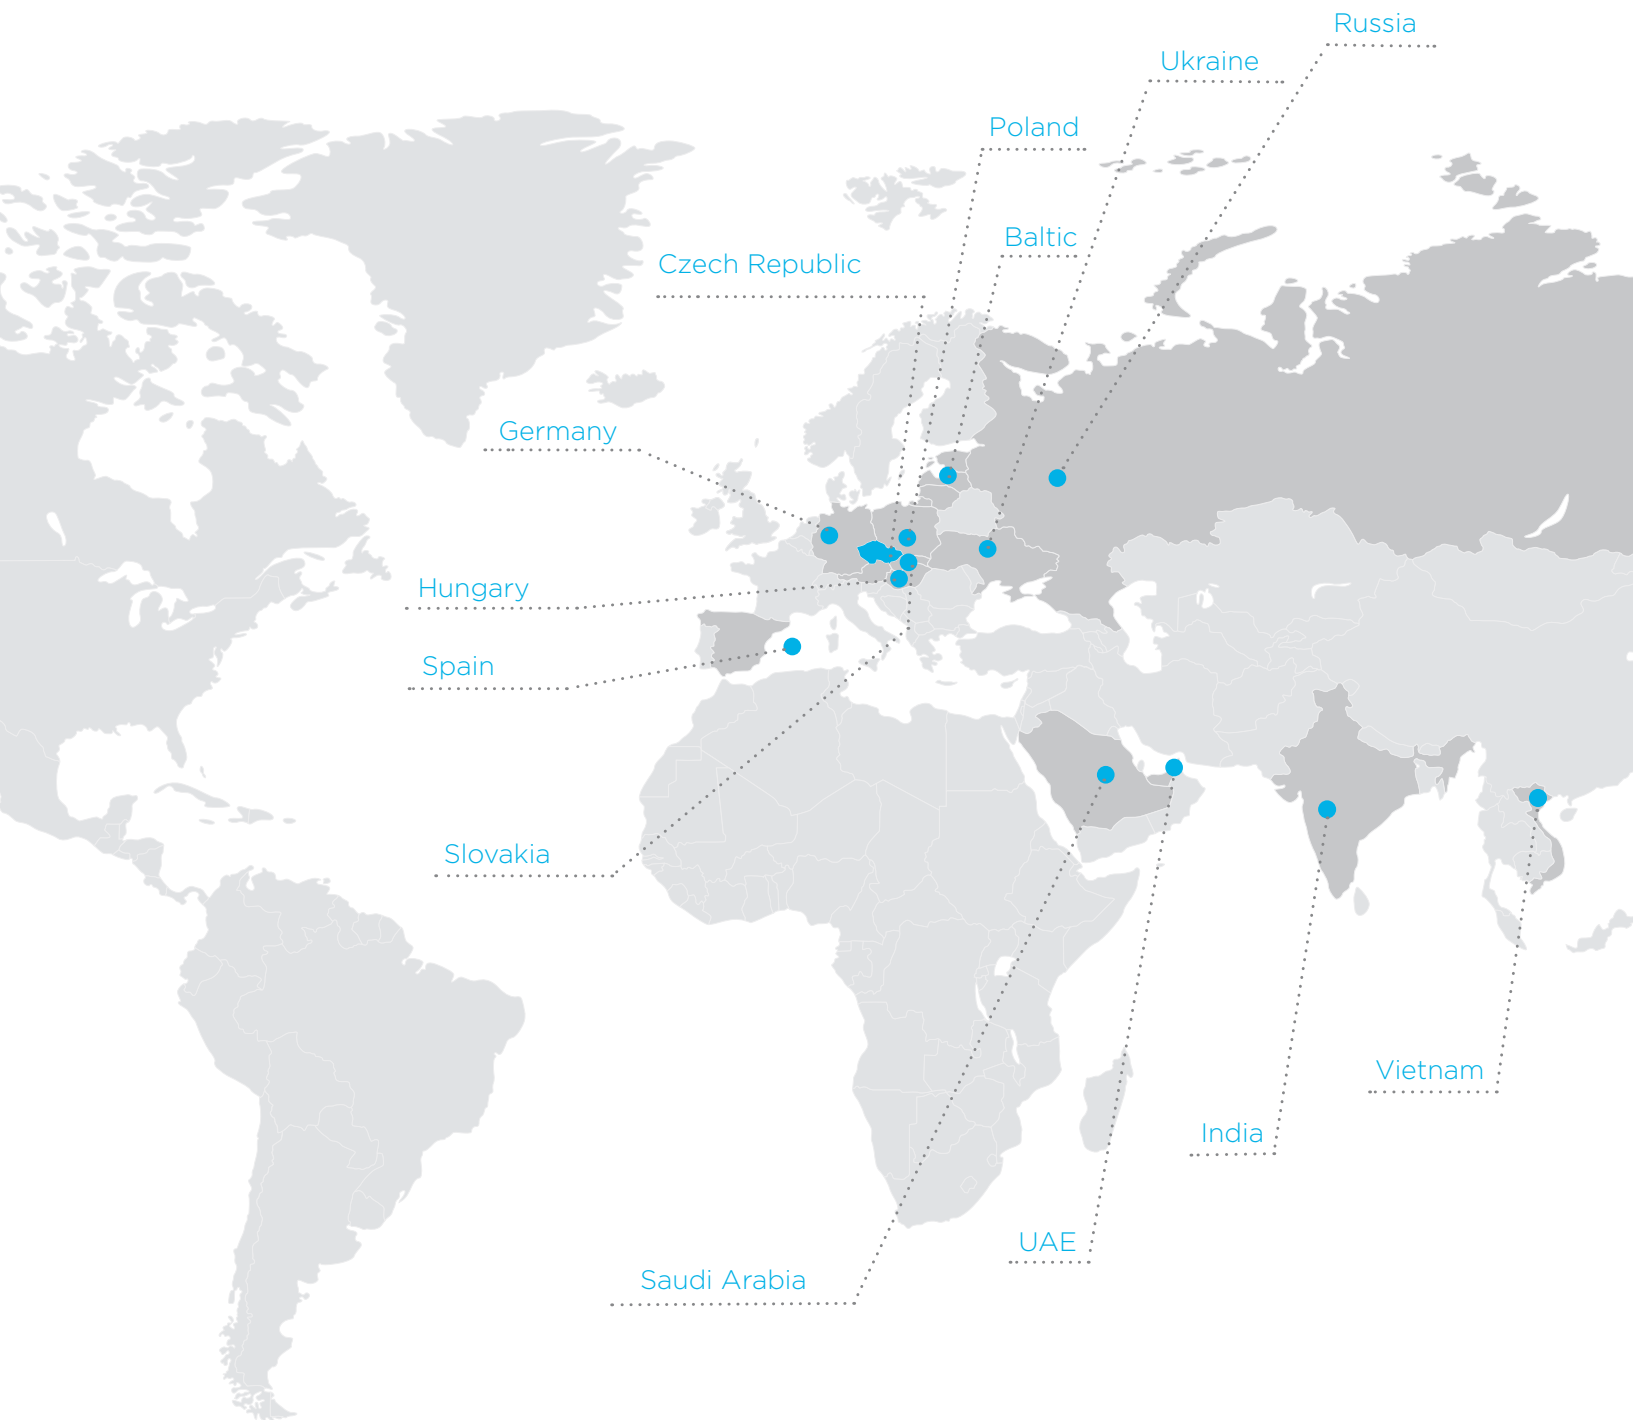 Russia
Ukraine
Poland
Baltic
Czech Republic
Germany
Hungary
Spain
Slovakia
Vietnam
India
UAE
Saudi Arabia